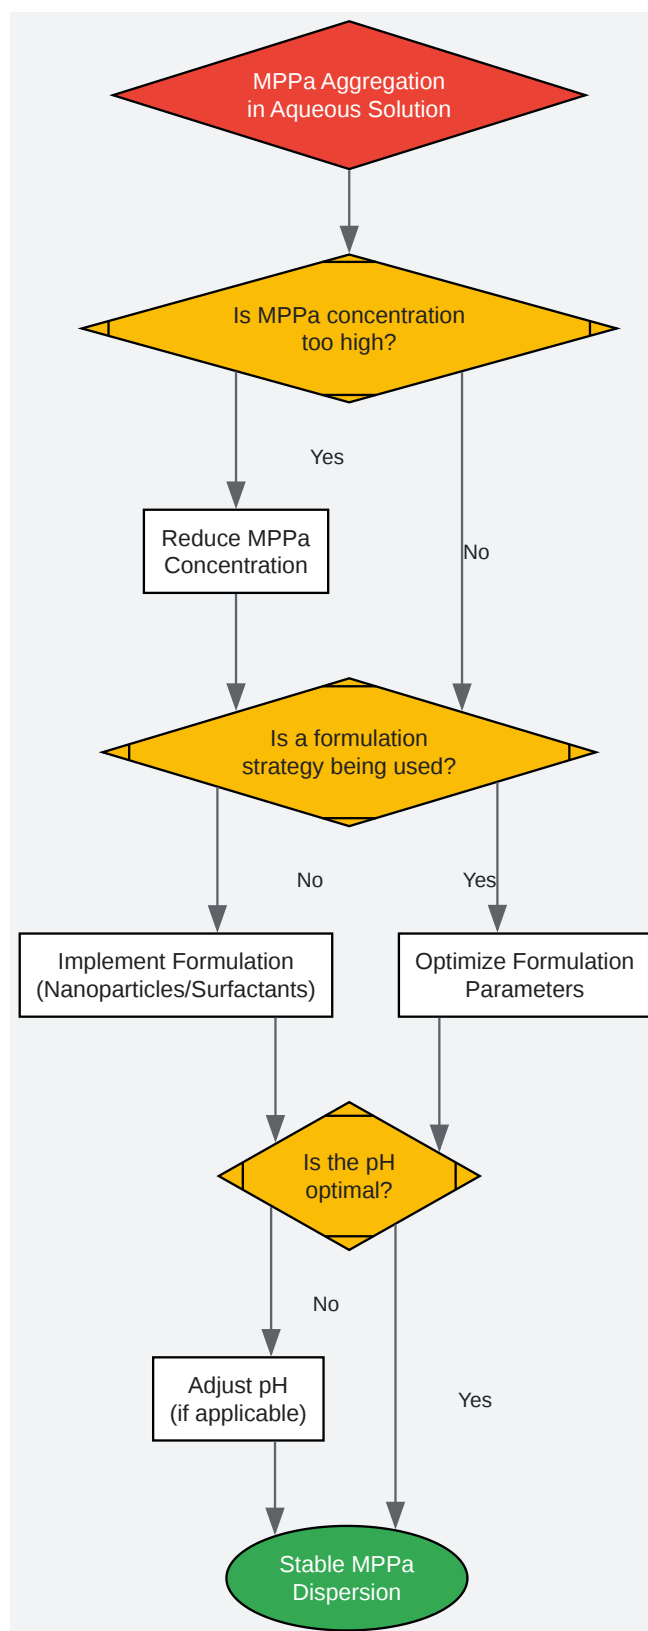 MPPa Aggregation
in Aqueous Solution
Is MPPa concentration
too high?
Yes
Reduce MPPa
Concentration
No
Is a formulation
strategy being used?
No
Yes
Implement Formulation
(Nanoparticles/Surfactants)
Optimize Formulation
Parameters
Is the pH
optimal?
No
Adjust pH
(if applicable)
Yes
Stable MPPa
Dispersion